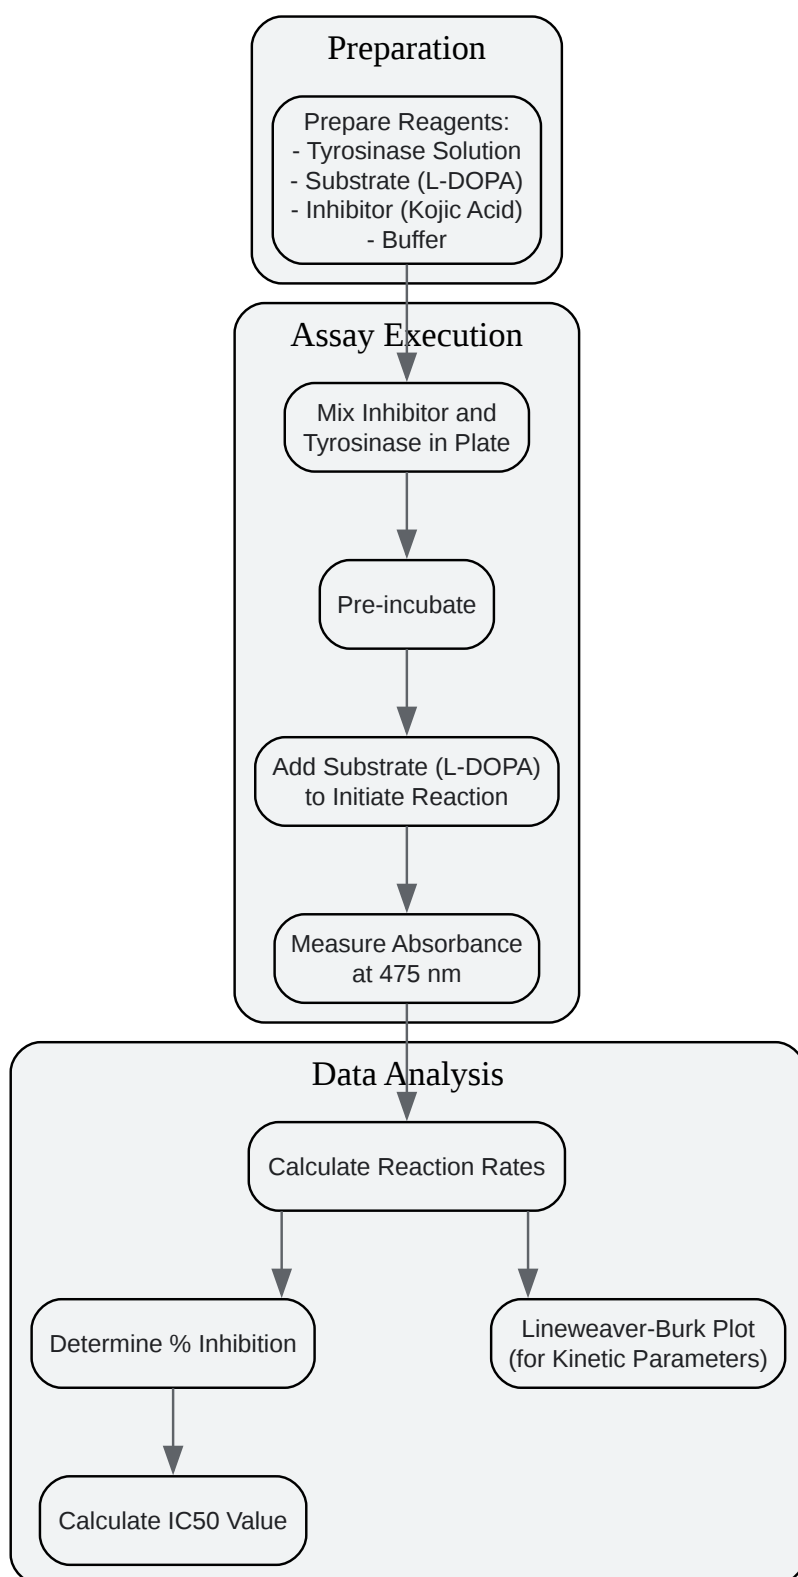 Preparation
Prepare Reagents:
- Tyrosinase Solution
- Substrate (L-DOPA)
- Inhibitor (Kojic Acid)
- Buffer
Assay Execution
Mix Inhibitor and
Tyrosinase in Plate
Pre-incubate
Add Substrate (L-DOPA)
to Initiate Reaction
Measure Absorbance
at 475 nm
Data Analysis
Calculate Reaction Rates
Determine % Inhibition
Lineweaver-Burk Plot
(for Kinetic Parameters)
Calculate IC50 Value